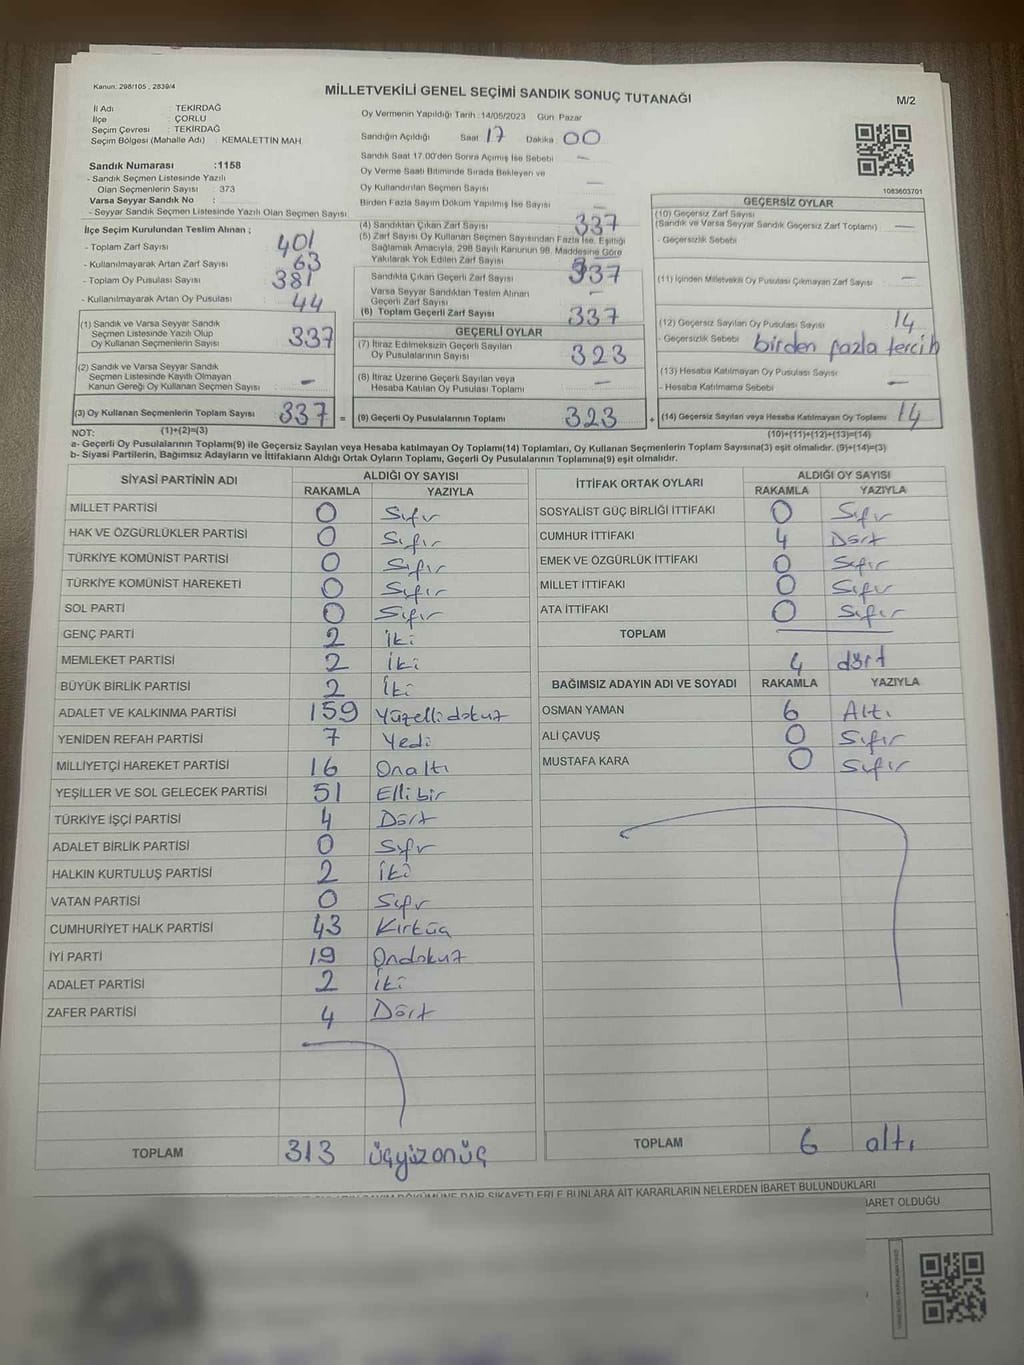 Kanun: 298/105 , 2839/4
MİLLETVEKİLİ GENEL SEÇİMİ SANDIK SONUÇ TUTANAĞI
M/2
İl Adı : TEKİRDAĞ
İlçe : ÇORLU
Seçim Çevresi : TEKİRDAĞ
Seçim Bölgesi (Mahalle Adı) : KEMALETTİN MAH.
Sandık Numarası :1158
- Sandık Seçmen Listesinde Yazılı
Olan Seçmenlerin Sayısı : 373
Varsa Seyyar Sandık No :
- Seyyar Sandık Seçmen Listesinde Yazılı Olan Seçmen Sayısı
İlçe Seçim Kurulundan Teslim Alınan ;
- Toplam Zarf Sayısı 401
- Kullanılmayarak Artan Zarf Sayısı 63
- Toplam Oy Pusulası Sayısı 381
- Kullanılmayarak Artan Oy Pusulası 44
(1) Sandık ve Varsa Seyyar Sandık
Seçmen Listesinde Yazılı Olup
Oy Kullanan Seçmenlerin Sayısı 337
(2) Sandık ve Varsa Seyyar Sandık
Seçmen Listesinde Kayıtlı Olmayan
Kanun Gereği Oy Kullanan Seçmen Sayısı -
(3) Oy Kullanan Seçmenlerin Toplam Sayısı 337 =
(1)+(2)=(3)
Oy Vermenin Yapıldığı Tarih :14/05/2023 Gün: Pazar
Sandığın Açıldığı Saat 17 Dakika 00
Sandık Saat 17.00'den Sonra Açılmış İse Sebebi -
Oy Verme Saati Bitiminde Sırada Bekleyen ve
Oy Kullandırılan Seçmen Sayısı -
Birden Fazla Sayım Döküm Yapılmış İse Sayısı -
(4) Sandıktan Çıkan Zarf Sayısı 337
(5) Zarf Sayısı Oy Kullanan Seçmen Sayısından Fazla İse, Eşitliği
Sağlamak Amacıyla, 298 Sayılı Kanunun 98. Maddesine Göre
Yakılarak Yok Edilen Zarf Sayısı
Sandıkta Çıkan Geçerli Zarf Sayısı 337
Varsa Seyyar Sandıktan Teslim Alınan
Geçerli Zarf Sayısı -
(6) Toplam Geçerli Zarf Sayısı 337
GEÇERLİ OYLAR
(7) İtiraz Edilmeksizin Geçerli Sayılan
Oy Pusulalarının Sayısı 323
(8) İtiraz Üzerine Geçerli Sayılan veya
Hesaba Katılan Oy Pusulası Toplamı -
(9) Geçerli Oy Pusulalarının Toplamı 323 +
1083603701
GEÇERSİZ OYLAR
(10) Geçersiz Zarf Sayısı
(Sandık ve Varsa Seyyar Sandık Geçersiz Zarf Toplamı) -
- Geçersizlik Sebebi
(11) İçinden Milletvekili Oy Pusulası Çıkmayan Zarf Sayısı -
(12) Geçersiz Sayılan Oy Pusulası Sayısı 14
- Geçersizlik Sebebi birden fazla tercih
(13) Hesaba Katılmayan Oy Pusulası Sayısı -
- Hesaba Katılmama Sebebi
(14) Geçersiz Sayılan veya Hesaba Katılmayan Oy Toplamı 14
(10)+(11)+(12)+(13)=(14)
NOT:
a- Geçerli Oy Pusulalarının Toplamı(9) ile Geçersiz Sayılan veya Hesaba katılmayan Oy Toplamı(14) Toplamları, Oy Kullanan Seçmenlerin Toplam Sayısına(3) eşit olmalıdır. (9)+(14)=(3)
b- Siyasi Partilerin, Bağımsız Adayların ve İttifakların Aldığı Ortak Oyların Toplamı, Geçerli Oy Pusulalarının Toplamına(9) eşit olmalıdır.
SİYASİ PARTİNİN ADI ALDIĞI OY SAYISI
RAKAMLA YAZIYLA
MİLLET PARTİSİ 0 Sıfır
HAK VE ÖZGÜRLÜKLER PARTİSİ 0 Sıfır
TÜRKİYE KOMÜNİST PARTİSİ 0 Sıfır
TÜRKİYE KOMÜNİST HAREKETİ 0 Sıfır
SOL PARTİ 0 Sıfır
GENÇ PARTİ 2 İki
MEMLEKET PARTİSİ 2 İki
BÜYÜK BİRLİK PARTİSİ 2 İki
ADALET VE KALKINMA PARTİSİ 159 Yüzellidokuz
YENİDEN REFAH PARTİSİ 7 Yedi
MİLLİYETÇİ HAREKET PARTİSİ 16 Onaltı
YEŞİLLER VE SOL GELECEK PARTİSİ 51 Ellibir
TÜRKİYE İŞÇİ PARTİSİ 4 Dört
ADALET BİRLİK PARTİSİ 0 Sıfır
HALKIN KURTULUŞ PARTİSİ 2 İki
VATAN PARTİSİ 0 Sıfır
CUMHURİYET HALK PARTİSİ 43 Kırküç
İYİ PARTİ 19 Ondokuz
ADALET PARTİSİ 2 İki
ZAFER PARTİSİ 4 Dört
TOPLAM 313 üçyüzonüç
İTTİFAK ORTAK OYLARI ALDIĞI OY SAYISI
RAKAMLA YAZIYLA
SOSYALİST GÜÇ BİRLİĞİ İTTİFAKI 0 Sıfır
CUMHUR İTTİFAKI 4 Dört
EMEK VE ÖZGÜRLÜK İTTİFAKI 0 Sıfır
MİLLET İTTİFAKI 0 Sıfır
ATA İTTİFAKI 0 Sıfır
TOPLAM
4 dört
BAĞIMSIZ ADAYIN ADI VE SOYADI RAKAMLA YAZIYLA
OSMAN YAMAN 6 Altı
ALİ ÇAVUŞ 0 Sıfır
MUSTAFA KARA 0 Sıfır
TOPLAM 6 altı
DAİR ŞİKAYETLERLE BUNLARA AİT KARARLARIN NELERDEN İBARET BULUNDUKLARI
İBARET OLDUĞU